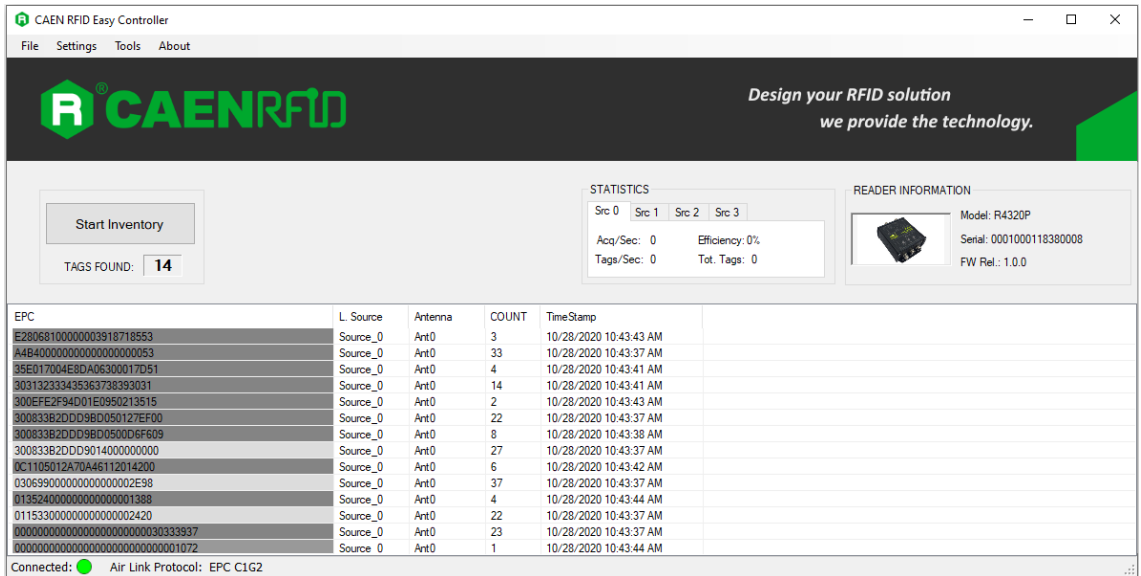 CAEN RFID Easy Controller
File Settings Tools About
R® CAENRFID
Design your RFID solution
we provide the technology.
Start Inventory
TAGS FOUND: 14
STATISTICS
Src 0 Src 1 Src 2 Src 3
Acq/Sec: 0 Efficiency: 0%
Tags/Sec: 0 Tot. Tags: 0
READER INFORMATION
Model: R4320P
Serial: 0001000118380008
FW Rel.: 1.0.0
EPC L. Source Antenna COUNT TimeStamp
E28068100000003918718553 Source_0 Ant0 3 10/28/2020 10:43:43 AM
A4B400000000000000000053 Source_0 Ant0 33 10/28/2020 10:43:37 AM
35E017004E8DA06300017D51 Source_0 Ant0 4 10/28/2020 10:43:41 AM
303132333435363738393031 Source_0 Ant0 14 10/28/2020 10:43:41 AM
300EFE2F94D01E0950213515 Source_0 Ant0 2 10/28/2020 10:43:43 AM
300833B2DDD9BD050127EF00 Source_0 Ant0 22 10/28/2020 10:43:37 AM
300833B2DDD9BD0500D6F609 Source_0 Ant0 8 10/28/2020 10:43:38 AM
300833B2DDD9014000000000 Source_0 Ant0 27 10/28/2020 10:43:37 AM
0C1105012A70A46112014200 Source_0 Ant0 6 10/28/2020 10:43:42 AM
030699000000000000002E98 Source_0 Ant0 37 10/28/2020 10:43:37 AM
013524000000000000001388 Source_0 Ant0 4 10/28/2020 10:43:44 AM
011533000000000000002420 Source_0 Ant0 22 10/28/2020 10:43:37 AM
00000000000000000000000030333937 Source_0 Ant0 23 10/28/2020 10:43:37 AM
00000000000000000000000000001072 Source_0 Ant0 1 10/28/2020 10:43:44 AM
Connected: Air Link Protocol: EPC C1G2